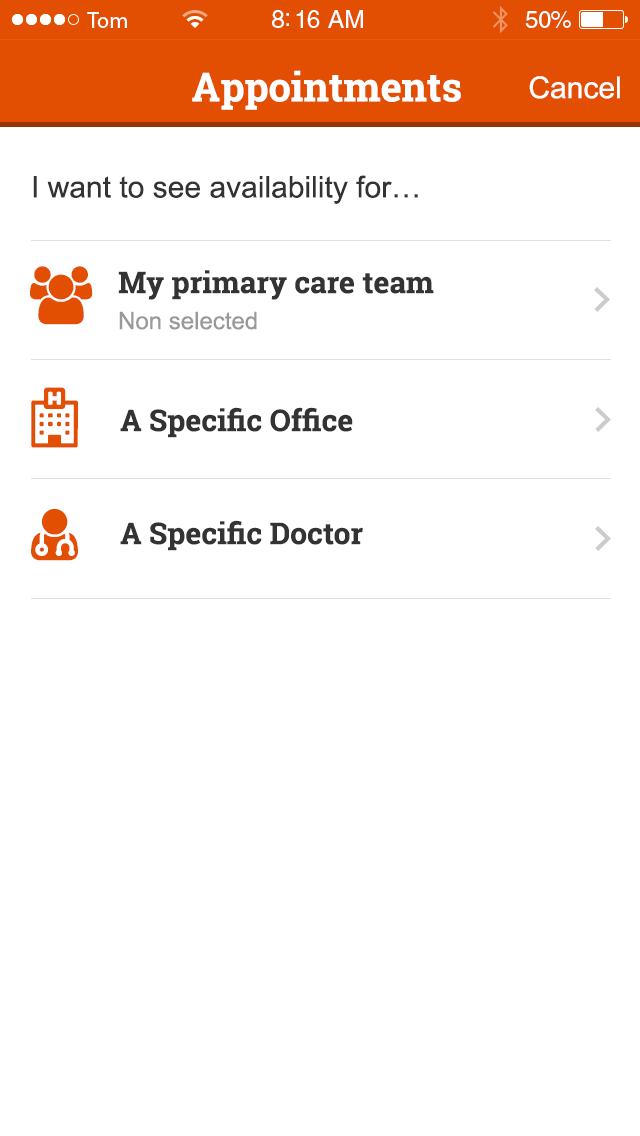 Tom 8:16 AM 50%
Appointments Cancel
I want to see availability for…
My primary care team
Non selected
H
A Specific Office
A Specific Doctor